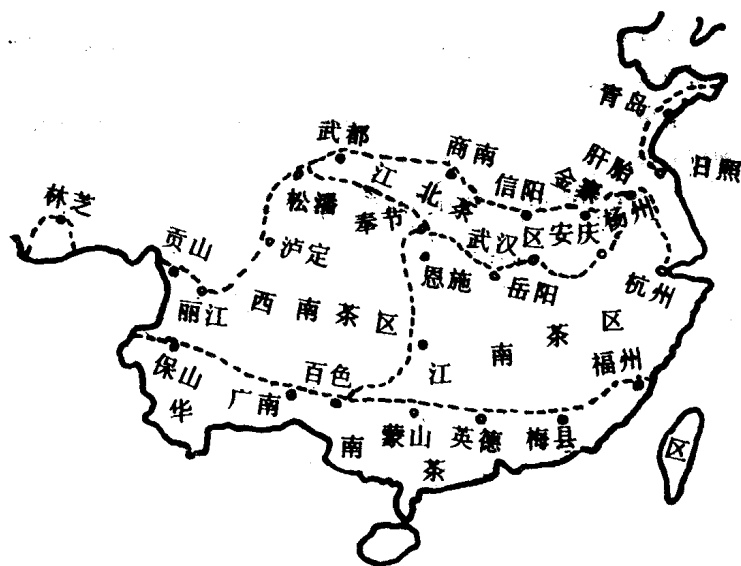 青岛
日照
武都
商南
盱眙
金寨
信阳
扬州
江北茶区
松潘
奉节
林芝
武汉
安庆
泸定
贡山
恩施
岳阳
杭州
丽江
西南茶区
江南茶区
保山
百色
福州
广南
蒙山
英德
梅县
华南茶区